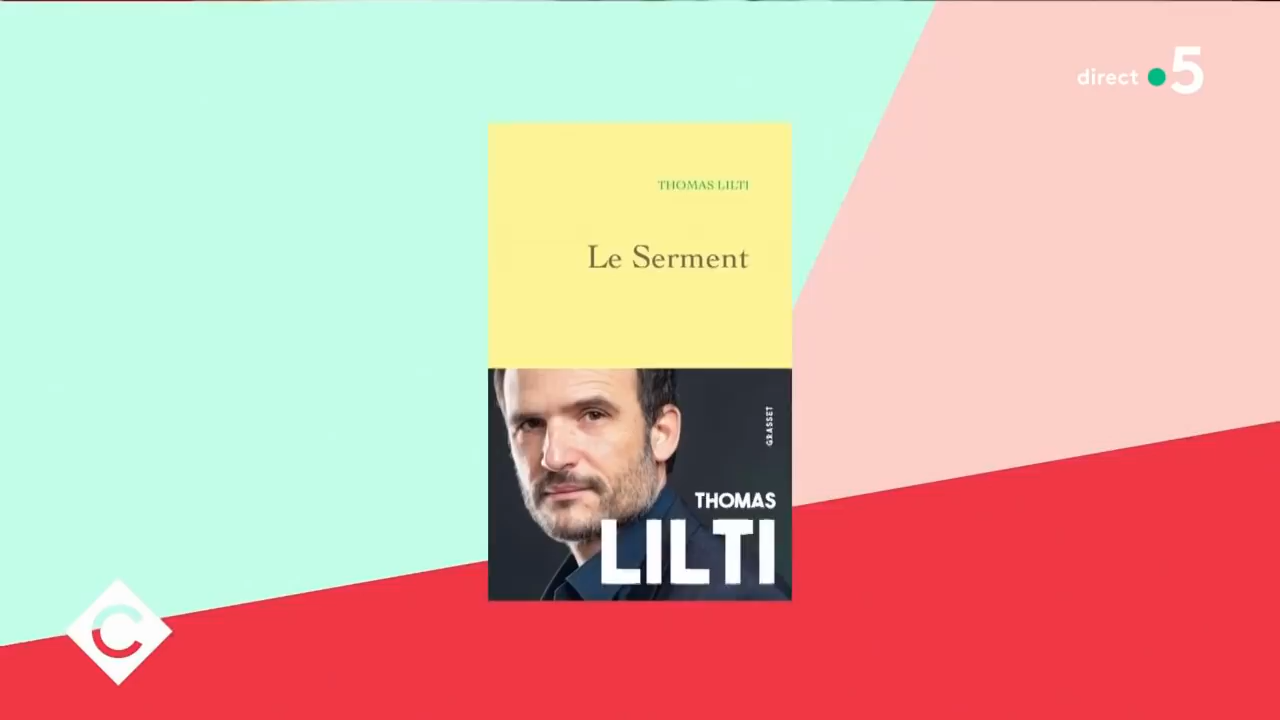 direct 5
THOMAS LILTI
Le Serment
GRASSET
THOMAS
LILTI
C